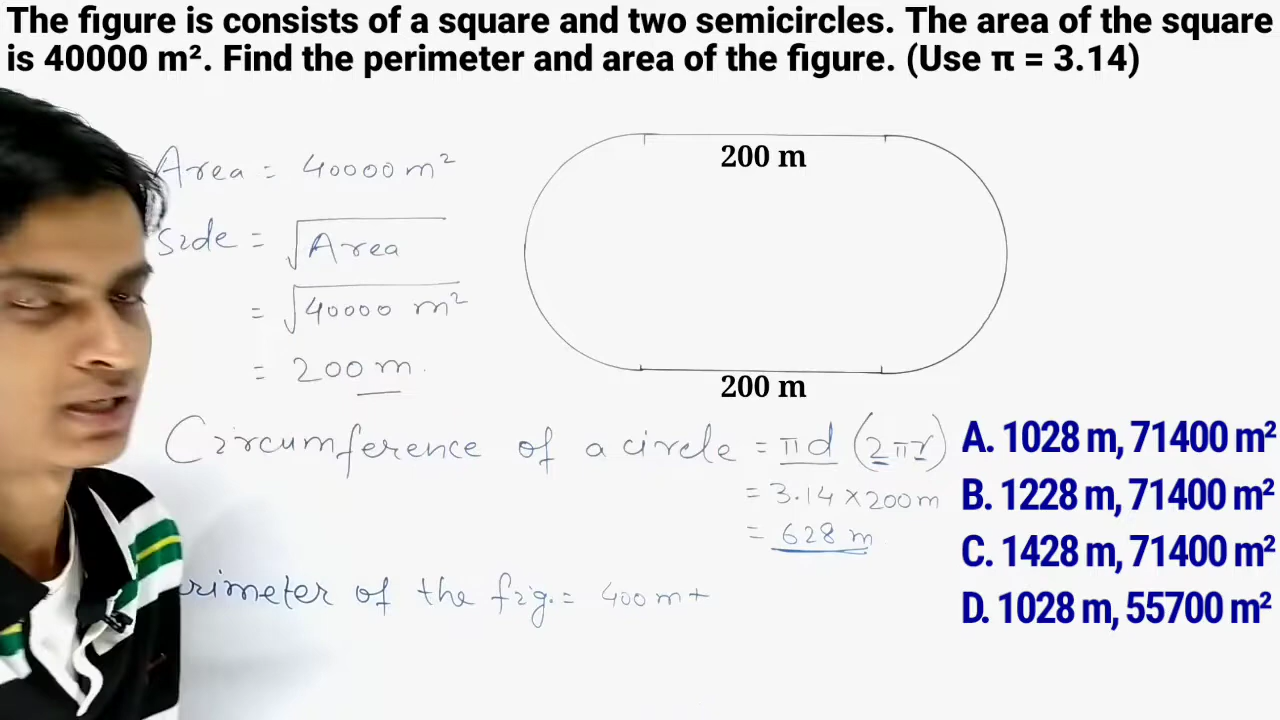 The figure is consists of a square and two semicircles. The area of the square
is 40000 m². Find the perimeter and area of the figure. (Use π = 3.14)
Area = 40000 m²
Side = √Area
= √40000 m²
= 200 m.
200 m
200 m
Circumference of a circle = πd (2πr)
= 3.14 × 200 m
= 628 m
rimeter of the fig. = 400 m +
A. 1028 m, 71400 m²
B. 1228 m, 71400 m²
C. 1428 m, 71400 m²
D. 1028 m, 55700 m²